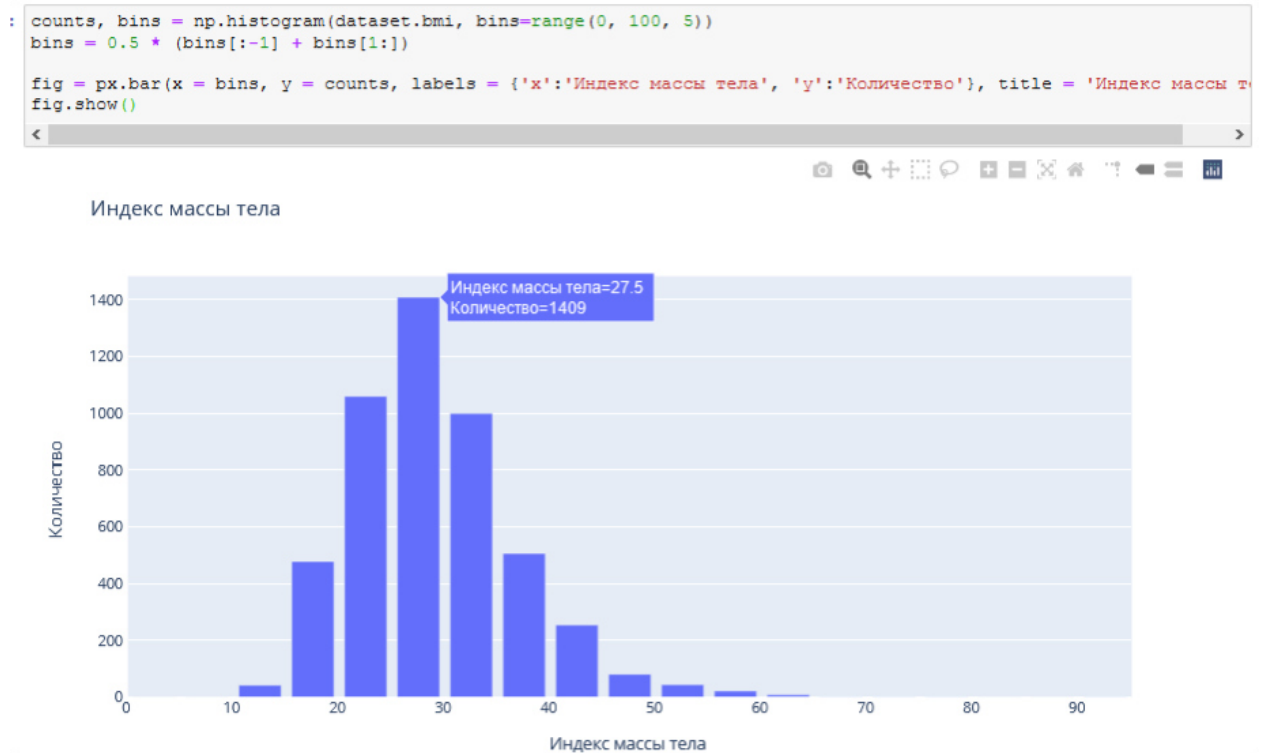 : counts, bins = np.histogram(dataset.bmi, bins=range(0, 100, 5))
bins = 0.5 * (bins[:-1] + bins[1:])
fig = px.bar(x = bins, y = counts, labels = {'x':'Индекс массы тела', 'y':'Количество'}, title = 'Индекс массы
fig.show()
Индекс массы тела
Индекс массы тела=27.5
Количество=1409
1400
1200
1000
800
600
400
200
0
Количество
0 10 20 30 40 50 60 70 80 90
Индекс массы тела